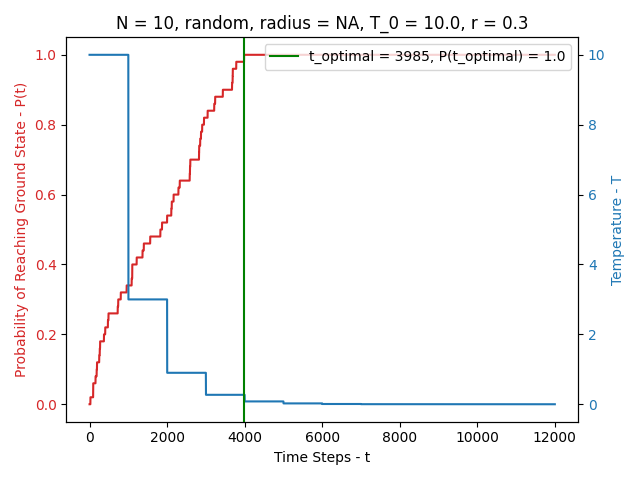 N = 10, random, radius = NA, T_0 = 10.0, r = 0.3
t_optimal = 3985, P(t_optimal) = 1.0
Probability of Reaching Ground State - P(t)
1.0
0.8
0.6
0.4
0.2
0.0
10
8
6
4
2
0
Temperature - T
0 2000 4000 6000 8000 10000 12000
Time Steps - t